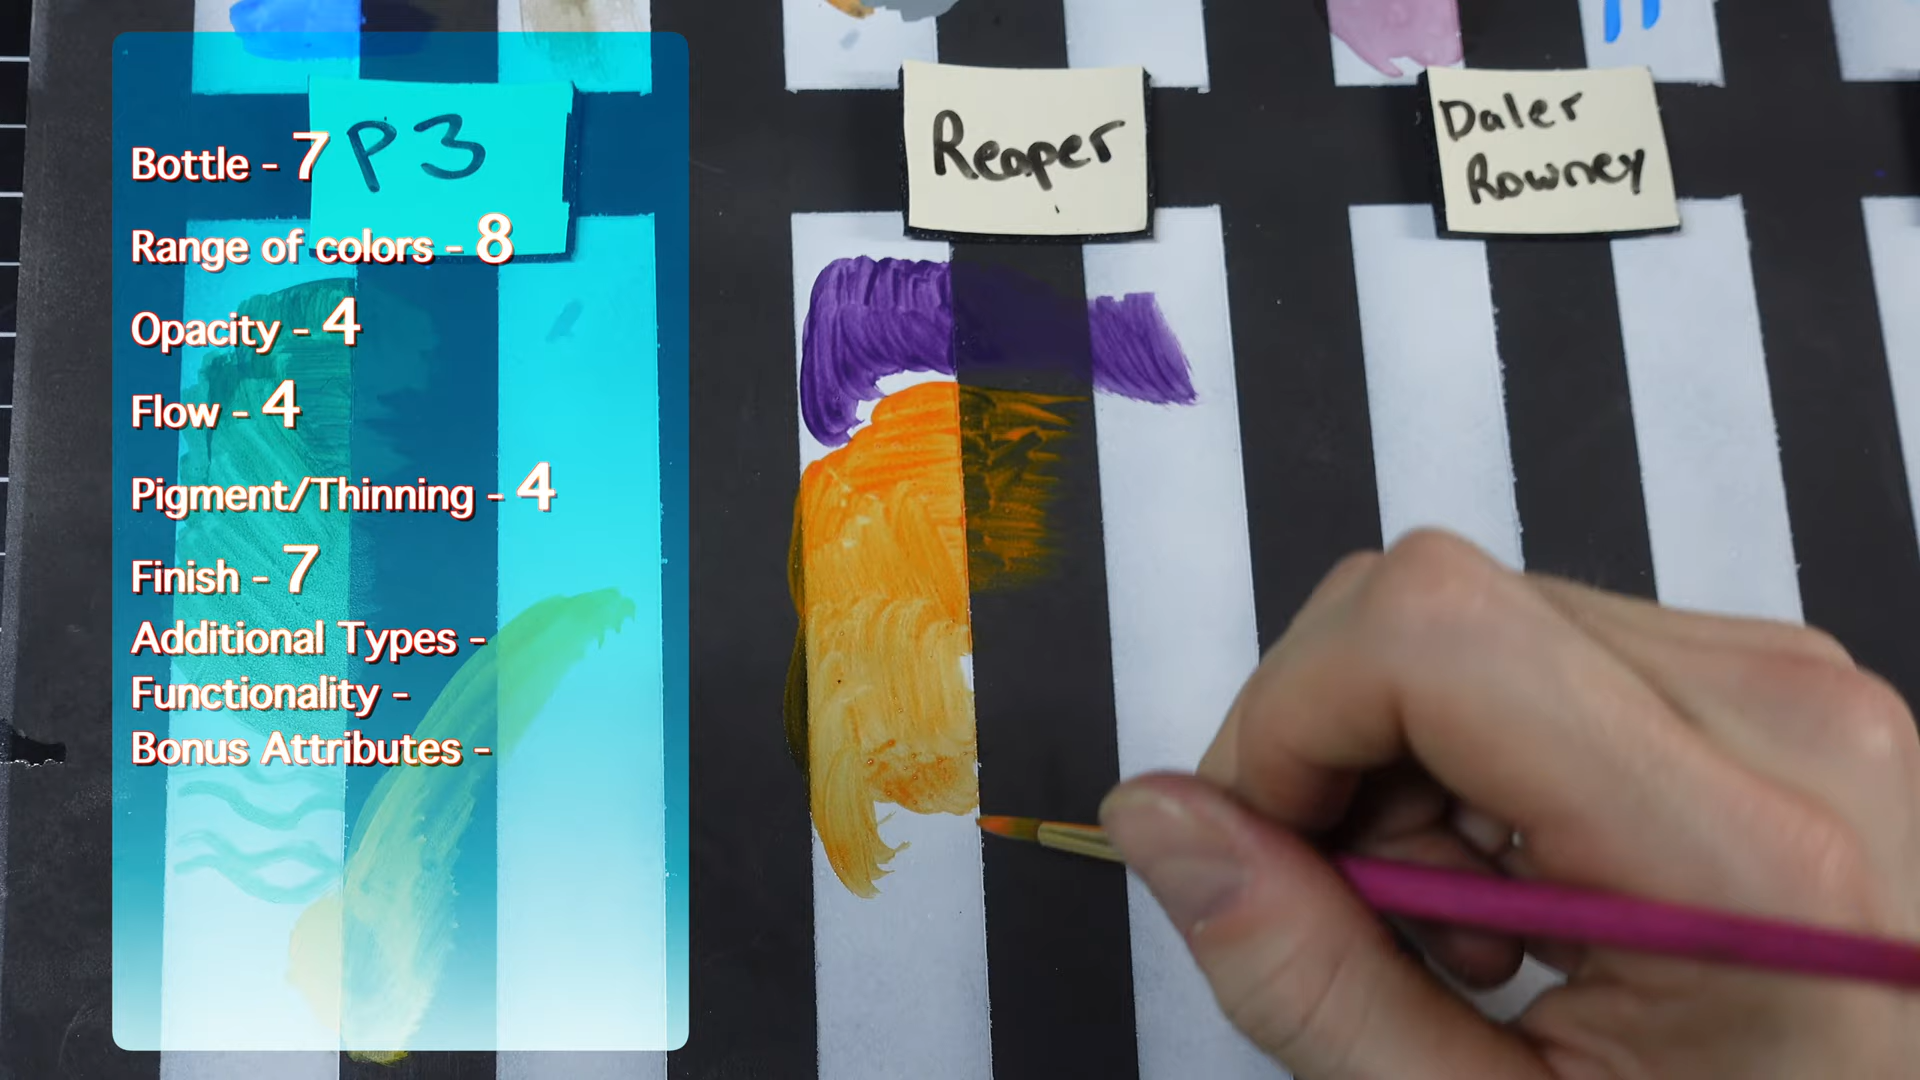 Bottle - 7
Range of colors - 8
Opacity - 4
Flow - 4
Pigment/Thinning - 4
Finish - 7
Additional Types -
Functionality -
Bonus Attributes -
P3
Reaper
Daler
Rowney